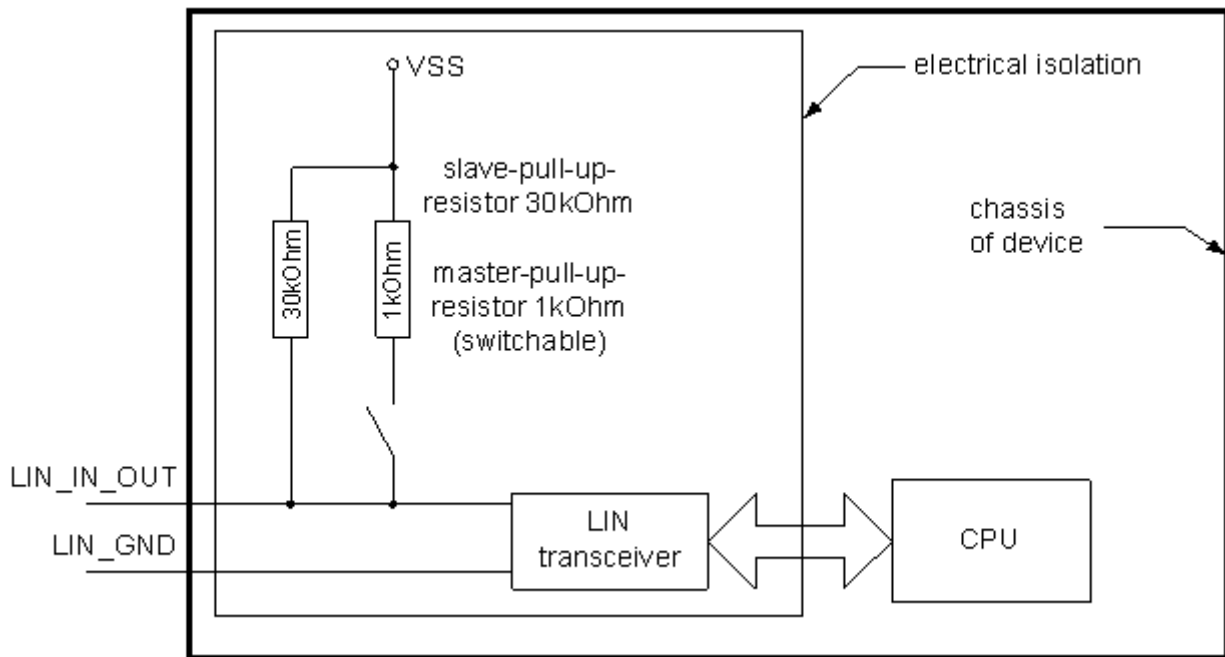 VSS
electrical isolation
slave-pull-up-
resistor 30kOhm
30kOhm
1kOhm
master-pull-up-
resistor 1kOhm
(switchable)
chassis
of device
LIN_IN_OUT
LIN_GND
LIN
transceiver
CPU